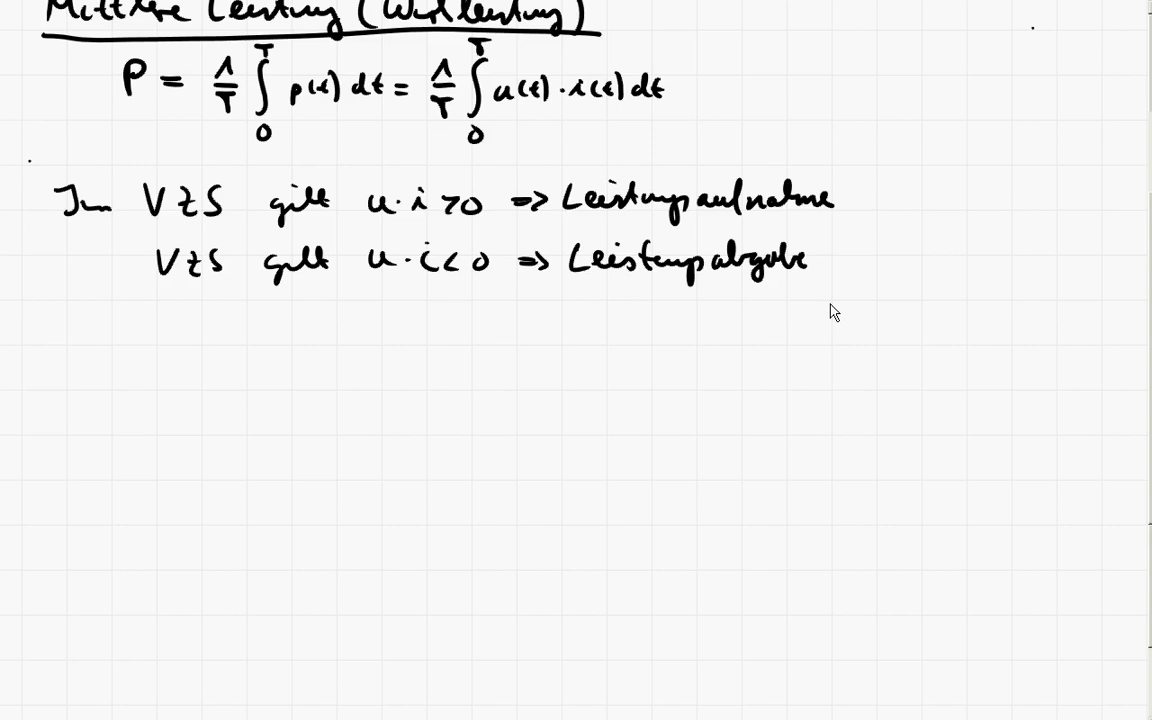 Mittlere Leistung (Wirkleistung)
P = 1/T ∫₀ᵀ p(t) dt = 1/T ∫₀ᵀ u(t) · i(t) dt
Im VZS gilt u·i >0 => Leistungsaufnahme
VZS gilt u·i < 0 => Leistungsabgabe